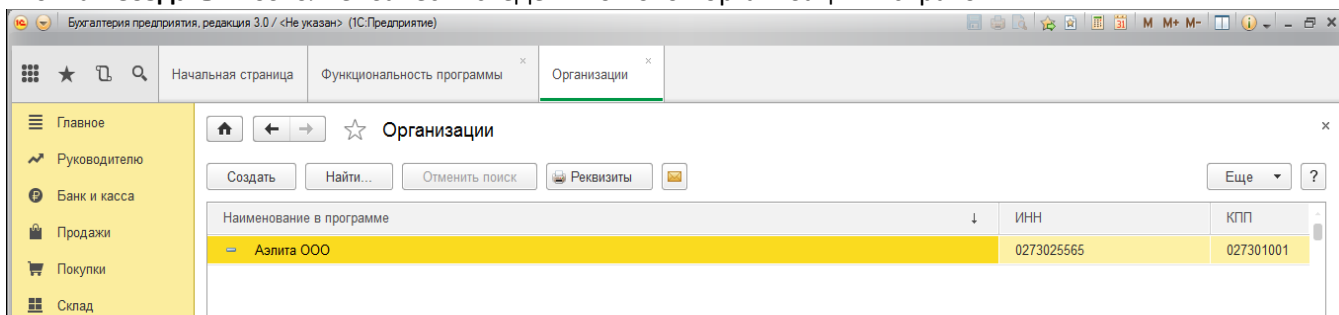 Бухгалтерия предприятия, редакция 3.0 / <Не указан> (1С:Предприятие)
M M+ M-
31
Начальная страница
Функциональность программы
Организации
Главное
Руководителю
Банк и касса
Продажи
Покупки
Склад
Организации
Создать
Найти...
Отменить поиск
Реквизиты
Еще
?
Наименование в программе
ИНН
КПП
Аэлита ООО
0273025565
027301001